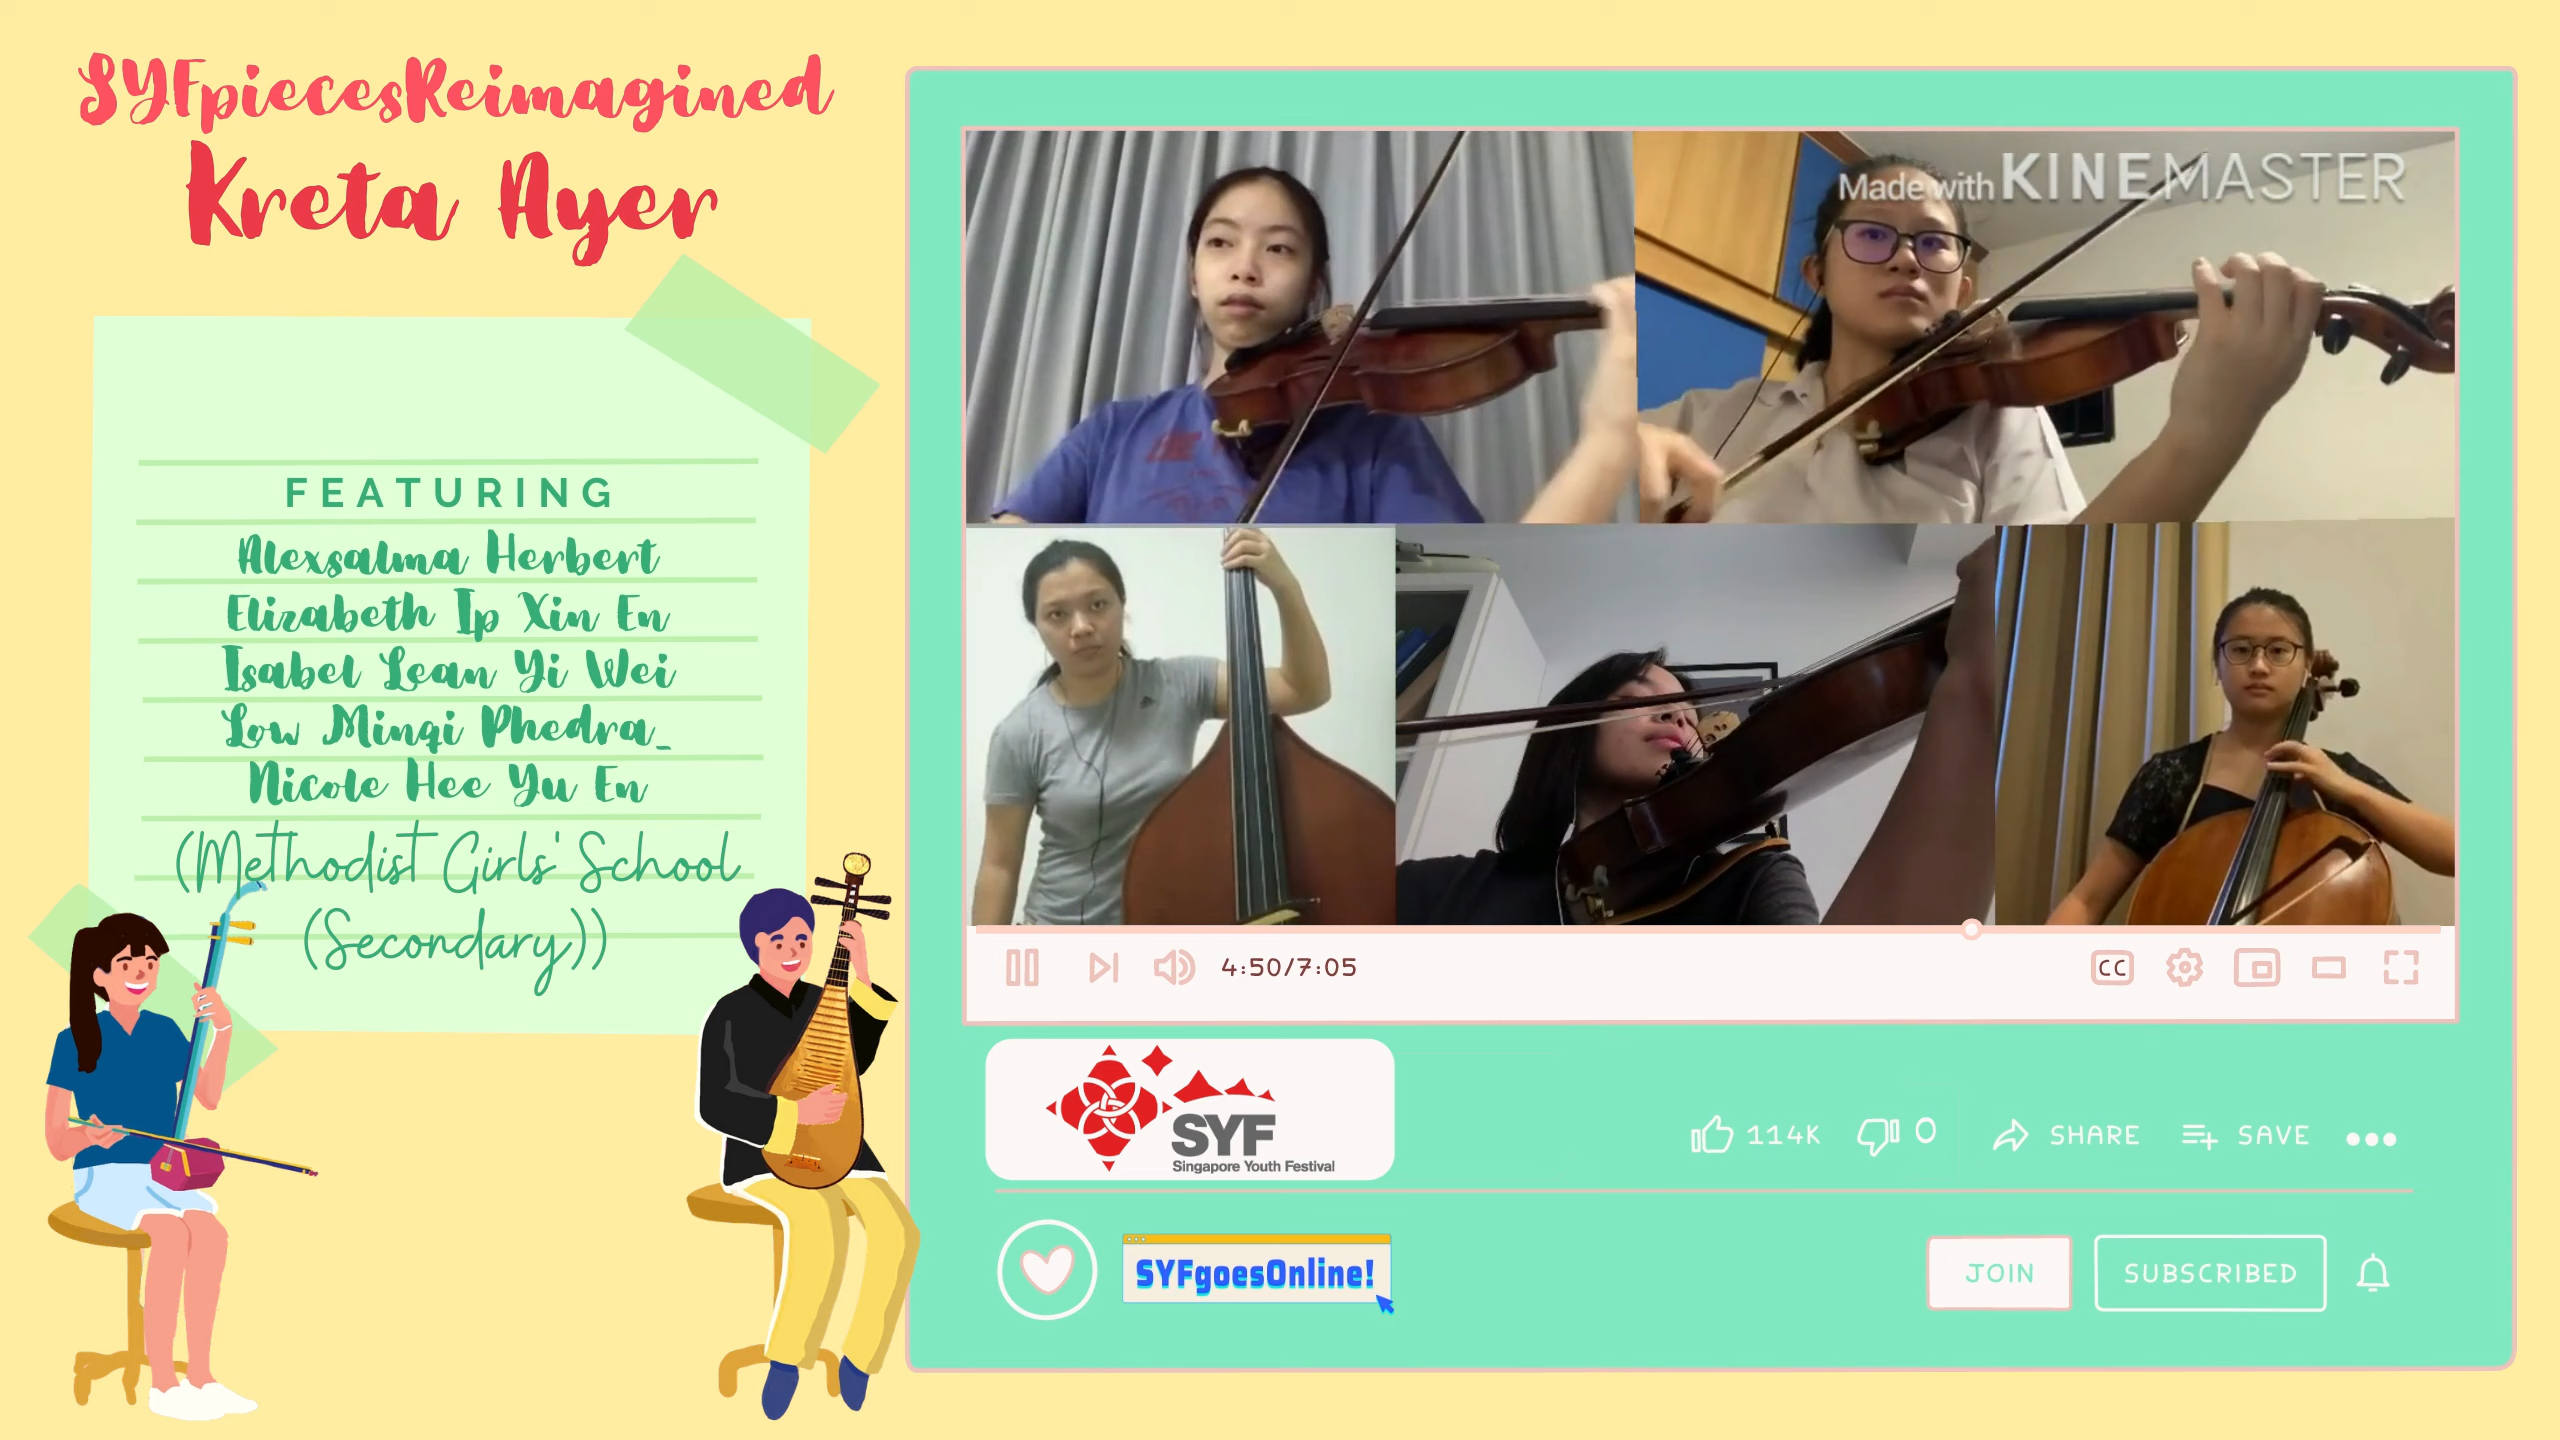 SYFpiecesReimagined
Kreta Ayer
FEATURING
Alexsalma Herbert
Elizabeth Ip Xin En
Isabel Lean Yi Wei
Low Minqi Phedra_
Nicole Hee Yu En
(Methodist Girls' School
(Secondary))
Made with KINEMASTER
4:50/7:05
CC
SYF
Singapore Youth Festival
114K 0 SHARE SAVE
SYFgoesOnline!
JOIN SUBSCRIBED